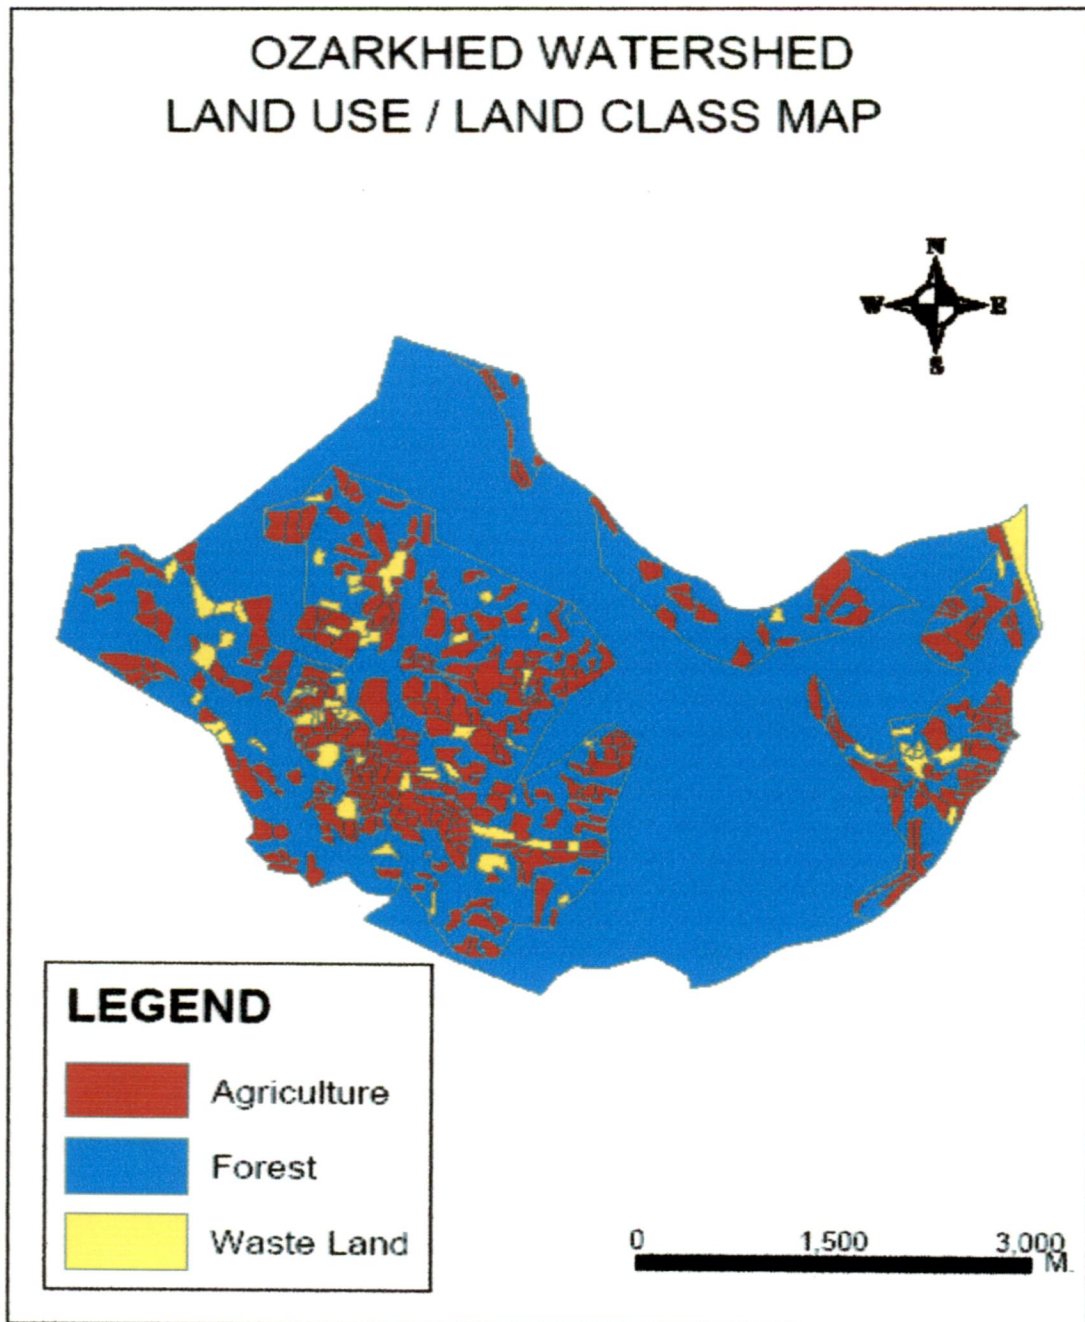 OZARKHED WATERSHED
LAND USE / LAND CLASS MAP
N
W E
S
LEGEND
Agriculture
Forest
Waste Land
0 1,500 3,000
M.